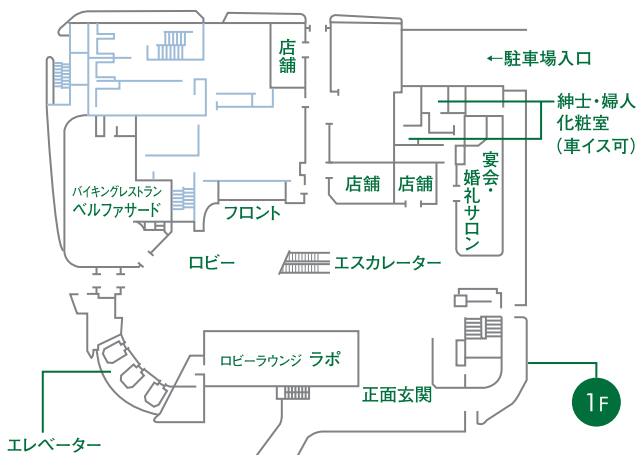 店
舗
←駐車場入口
紳士・婦人
化粧室
(車イス可)
宴会・
婚礼サロン
店舗
店舗
バイキングレストラン
ベルファサード
フロント
ロビー
エスカレーター
ロビーラウンジ ラポ
正面玄関
1F
エレベーター